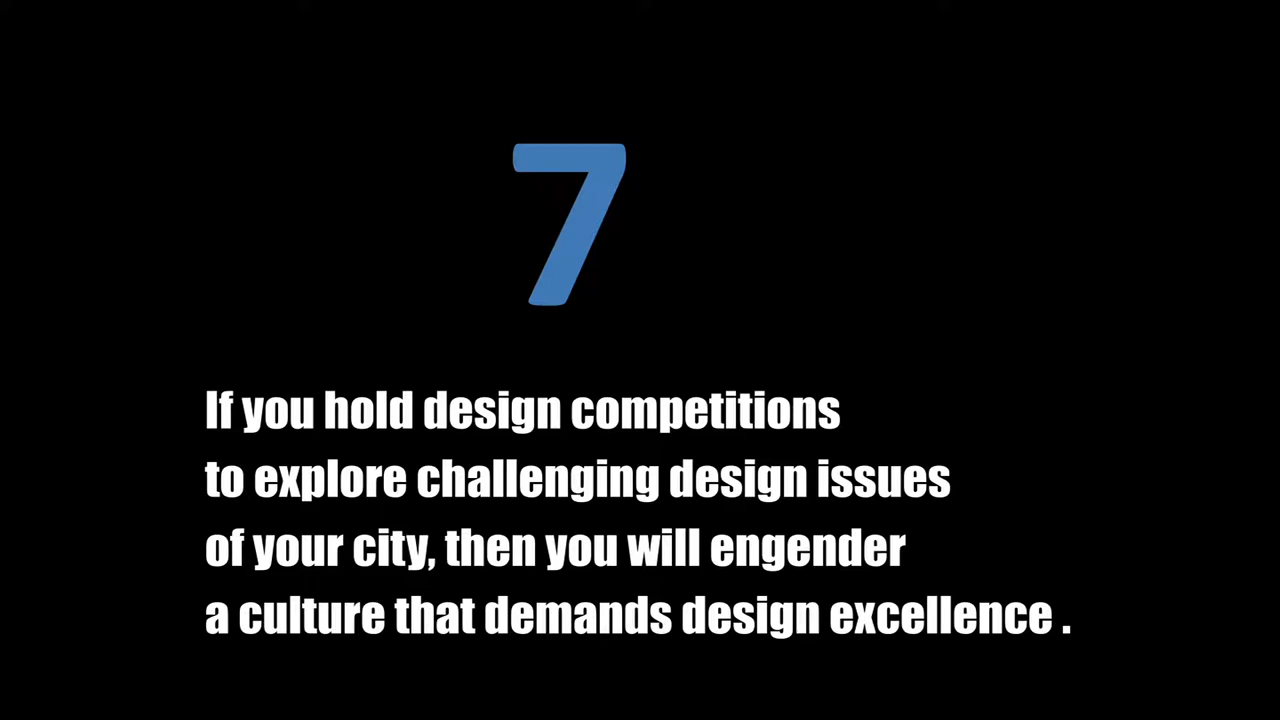 7
If you hold design competitions
to explore challenging design issues
of your city, then you will engender
a culture that demands design excellence .